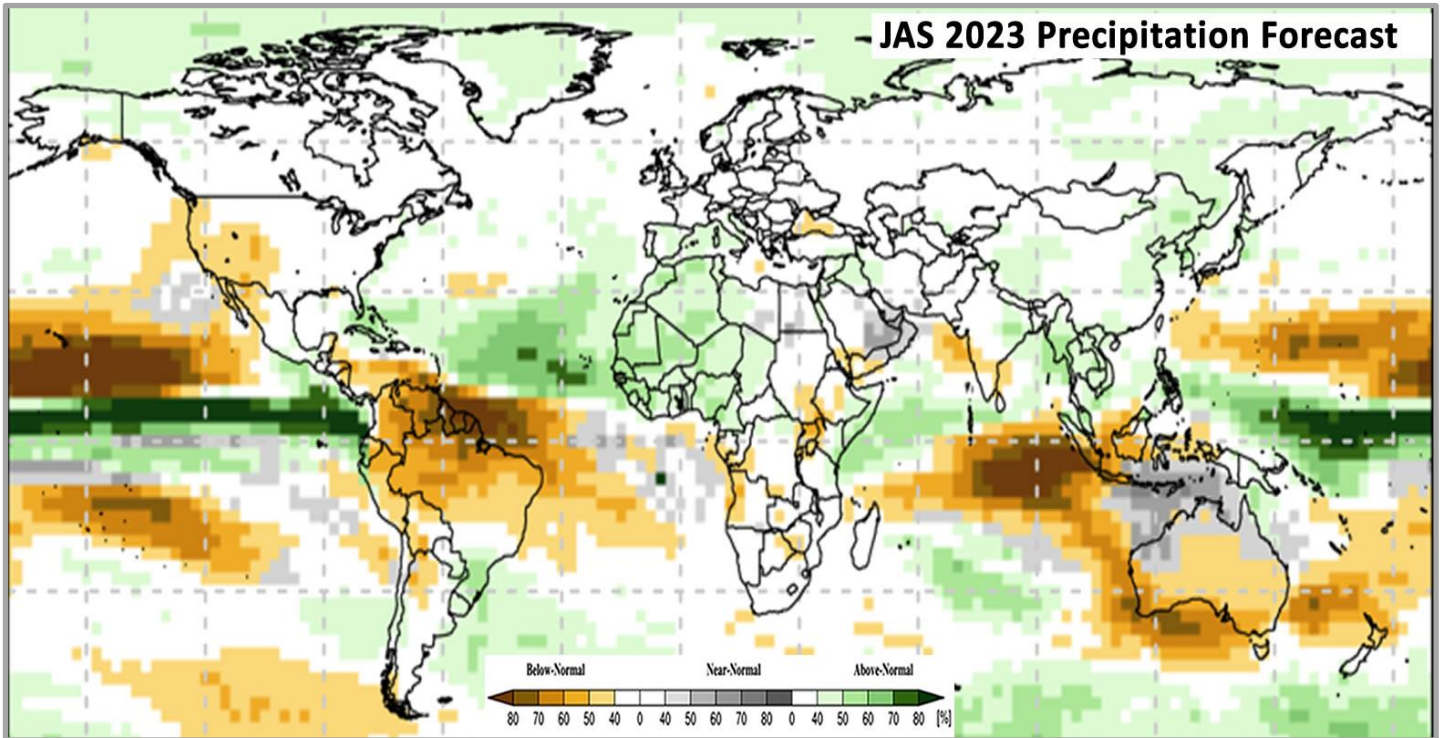 JAS 2023 Precipitation Forecast
Below-Normal Near-Normal Above-Normal
80 70 60 50 40 0 40 50 60 70 80 0 40 50 60 70 80 [%]